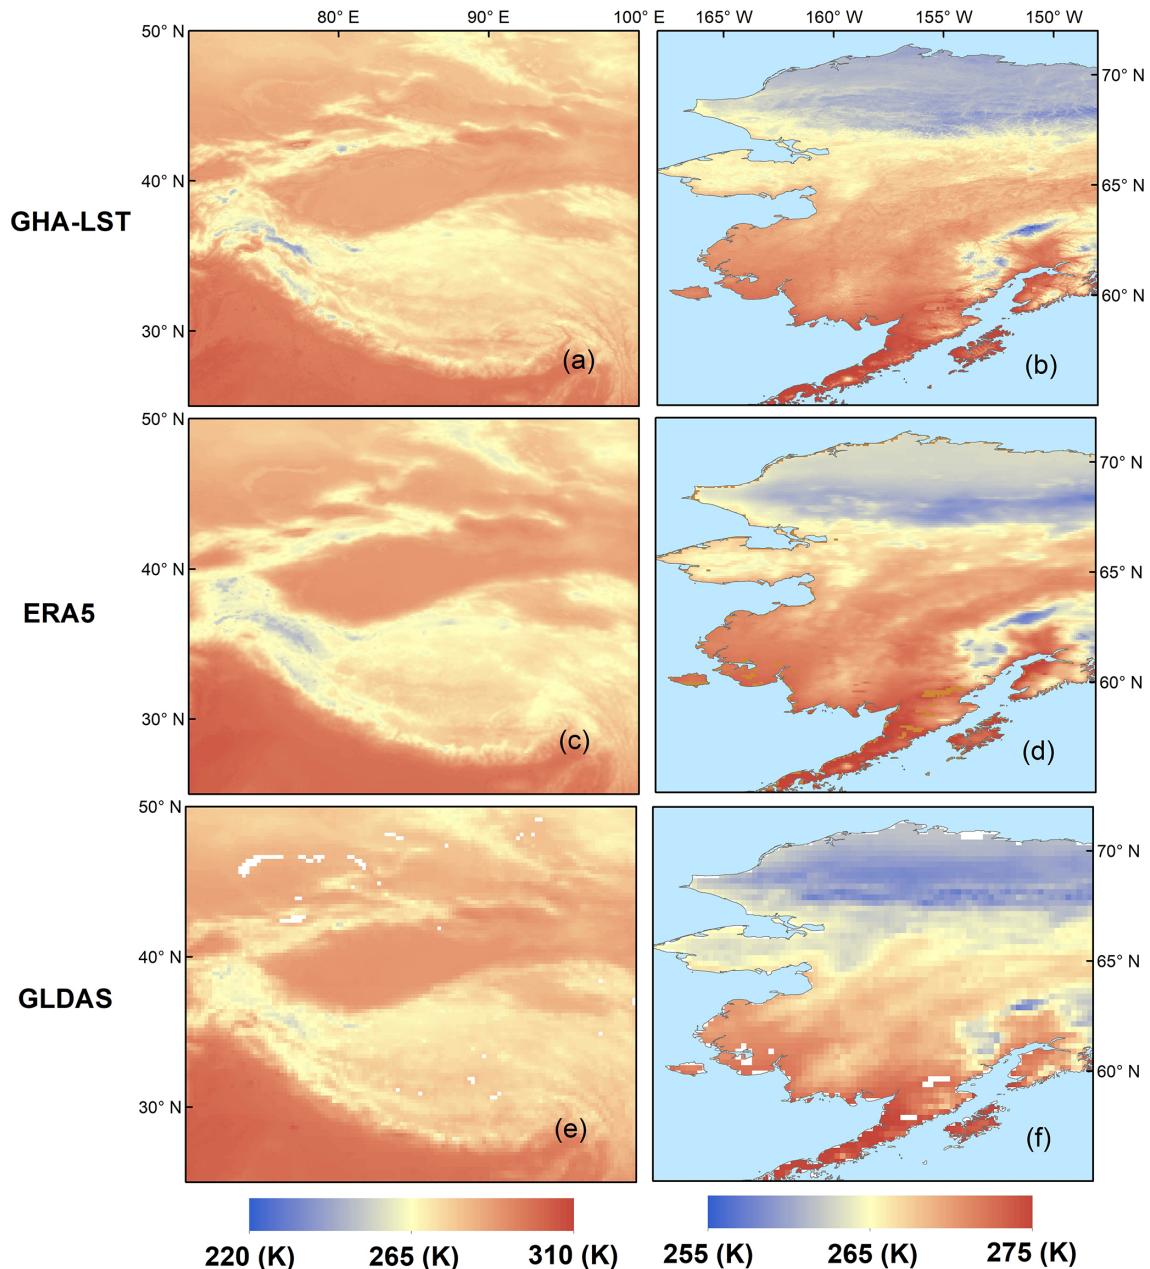 80° E 90° E 100° E 165° W 160° W 155° W 150° W
50° N
70° N
40° N
65° N
GHA-LST
60° N
30° N
(a)
(b)
50° N
70° N
40° N
65° N
ERA5
60° N
30° N
(c)
(d)
50° N
70° N
40° N
65° N
GLDAS
60° N
30° N
(e)
(f)
220 (K) 265 (K) 310 (K) 255 (K) 265 (K) 275 (K)